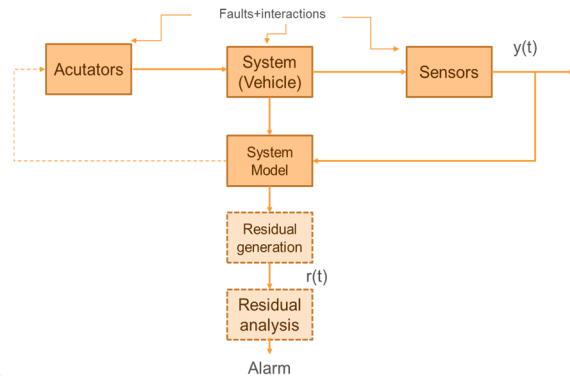 Faults+interactions
Acutators
System
(Vehicle)
Sensors
y(t)
System
Model
Residual
generation
r(t)
Residual
analysis
Alarm